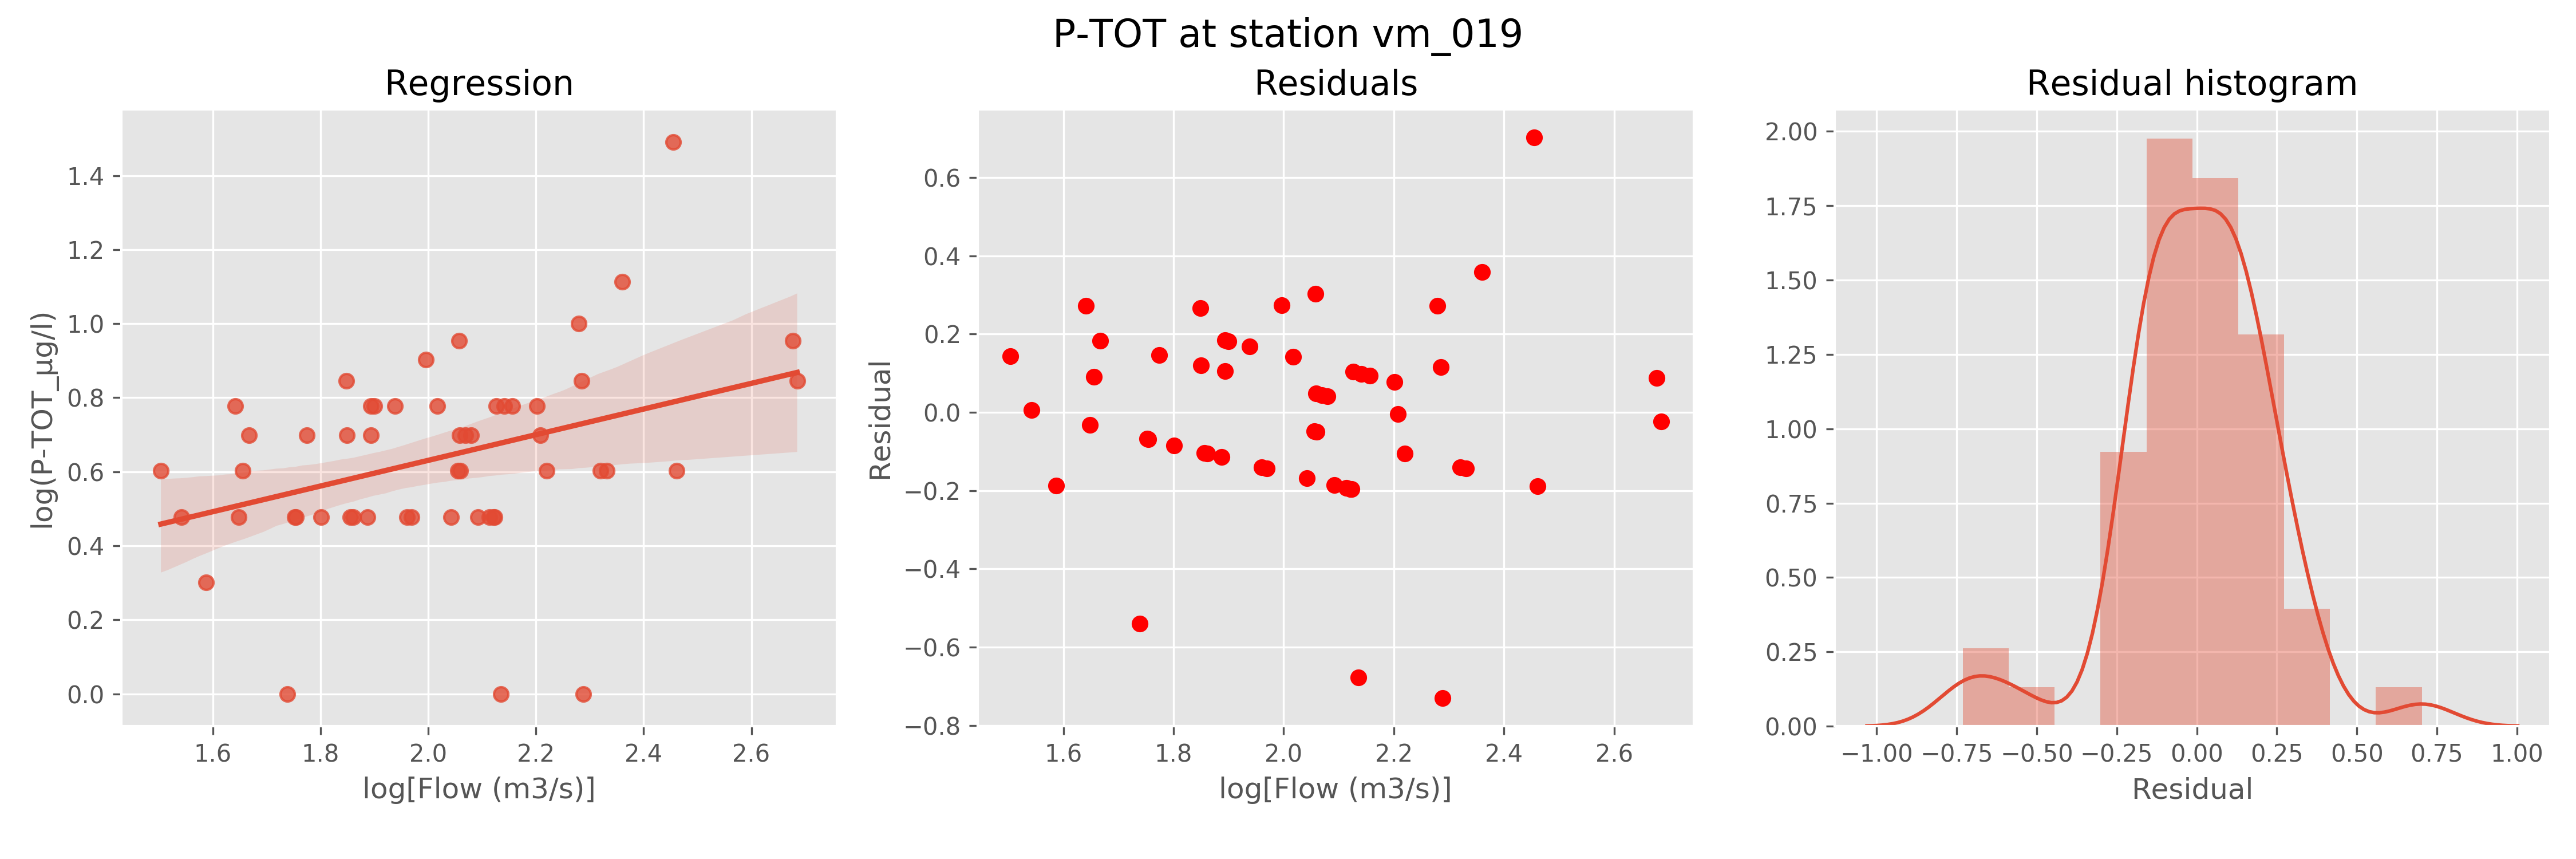 P-TOT at station vm_019
Regression
1.4
1.2
1.0
0.8
0.6
0.4
0.2
0.0
log(P-TOT_µg/l)
1.6 1.8 2.0 2.2 2.4 2.6
log[Flow (m3/s)]
Residuals
0.6
0.4
0.2
0.0
−0.2
−0.4
−0.6
−0.8
Residual
1.6 1.8 2.0 2.2 2.4 2.6
log[Flow (m3/s)]
Residual histogram
2.00
1.75
1.50
1.25
1.00
0.75
0.50
0.25
0.00
−1.00 −0.75 −0.50 −0.25 0.00 0.25 0.50 0.75 1.00
Residual